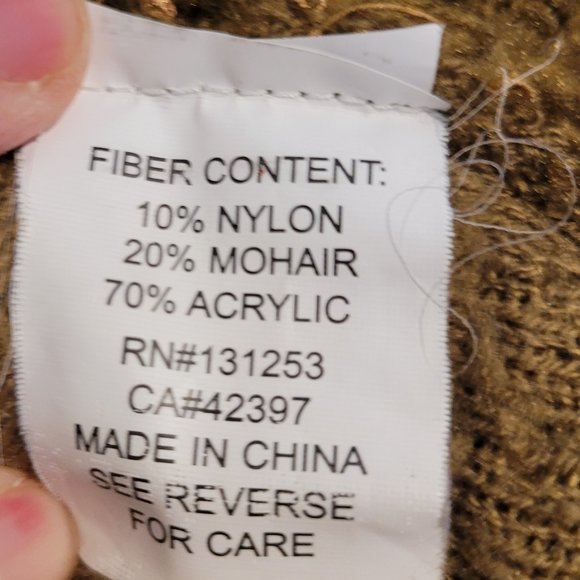 FIBER CONTENT:
10% NYLON
20% MOHAIR
70% ACRYLIC
RN#131253
CA#42397
MADE IN CHINA
SEE REVERSE
FOR CARE